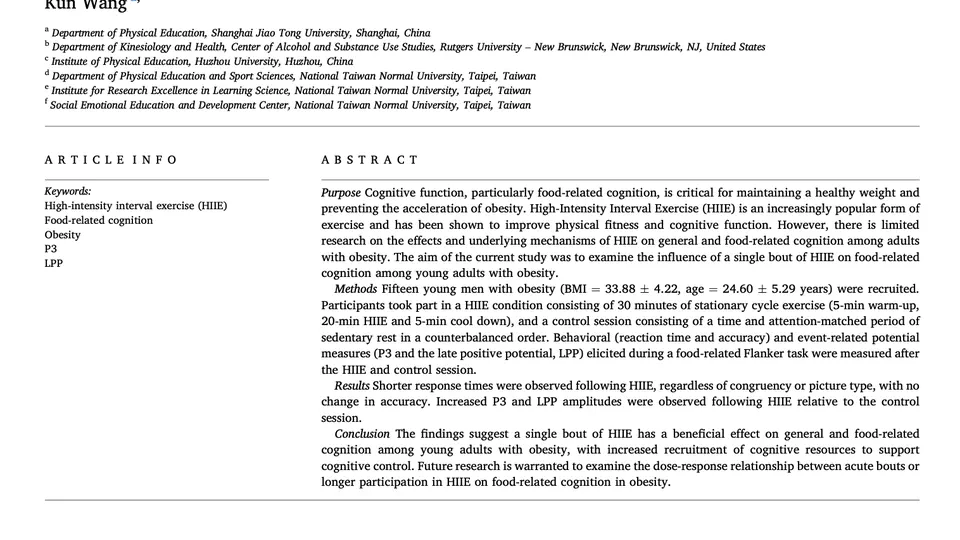 Kun Wang
a Department of Physical Education, Shanghai Jiao Tong University, Shanghai, China
b Department of Kinesiology and Health, Center of Alcohol and Substance Use Studies, Rutgers University – New Brunswick, New Brunswick, NJ, United States
c Institute of Physical Education, Huzhou University, Huzhou, China
d Department of Physical Education and Sport Sciences, National Taiwan Normal University, Taipei, Taiwan
e Institute for Research Excellence in Learning Science, National Taiwan Normal University, Taipei, Taiwan
f Social Emotional Education and Development Center, National Taiwan Normal University, Taipei, Taiwan
ARTICLE INFO
Keywords:
High-intensity interval exercise (HIIE)
Food-related cognition
Obesity
P3
LPP
ABSTRACT
Purpose Cognitive function, particularly food-related cognition, is critical for maintaining a healthy weight and
preventing the acceleration of obesity. High-Intensity Interval Exercise (HIIE) is an increasingly popular form of
exercise and has been shown to improve physical fitness and cognitive function. However, there is limited
research on the effects and underlying mechanisms of HIIE on general and food-related cognition among adults
with obesity. The aim of the current study was to examine the influence of a single bout of HIIE on food-related
cognition among young adults with obesity.
Methods Fifteen young men with obesity (BMI = 33.88 ± 4.22, age = 24.60 ± 5.29 years) were recruited.
Participants took part in a HIIE condition consisting of 30 minutes of stationary cycle exercise (5-min warm-up,
20-min HIIE and 5-min cool down), and a control session consisting of a time and attention-matched period of
sedentary rest in a counterbalanced order. Behavioral (reaction time and accuracy) and event-related potential
measures (P3 and the late positive potential, LPP) elicited during a food-related Flanker task were measured after
the HIIE and control session.
Results Shorter response times were observed following HIIE, regardless of congruency or picture type, with no
change in accuracy. Increased P3 and LPP amplitudes were observed following HIIE relative to the control
session.
Conclusion The findings suggest a single bout of HIIE has a beneficial effect on general and food-related
cognition among young adults with obesity, with increased recruitment of cognitive resources to support
cognitive control. Future research is warranted to examine the dose-response relationship between acute bouts or
longer participation in HIIE on food-related cognition in obesity.